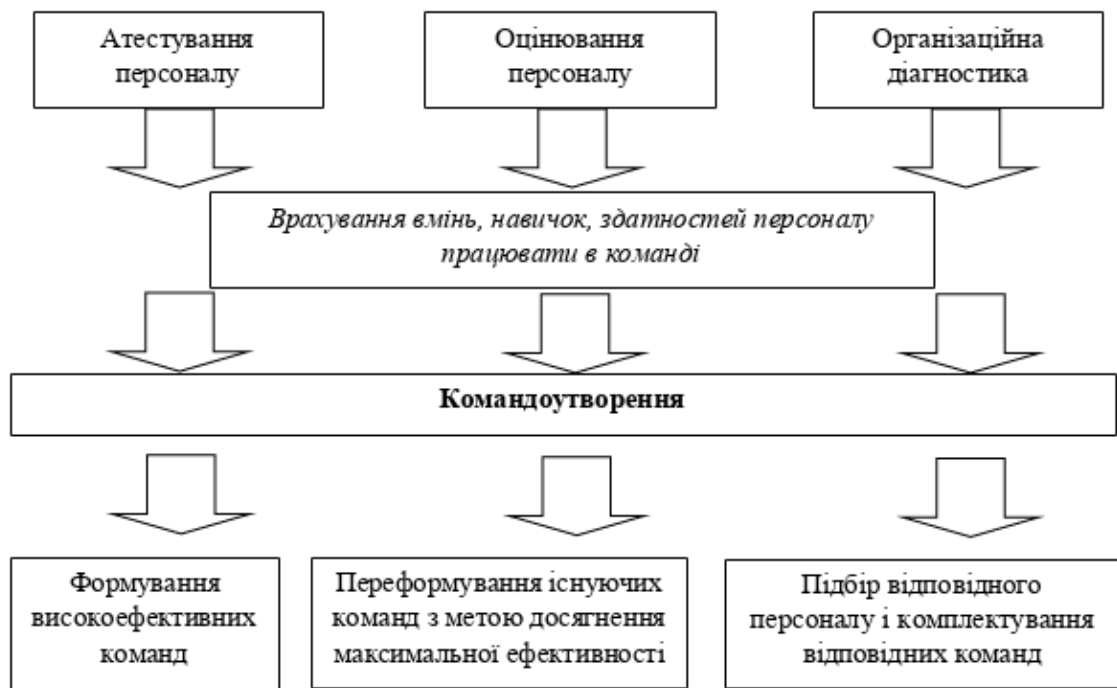 Атестування
персоналу
Оцінювання
персоналу
Організаційна
діагностика
Врахування вмінь, навичок, здатностей персоналу
працювати в команді
Командоутворення
Формування
високоефективних
команд
Переформування існуючих
команд з метою досягнення
максимальної ефективності
Підбір відповідного
персоналу і комплектування
відповідних команд